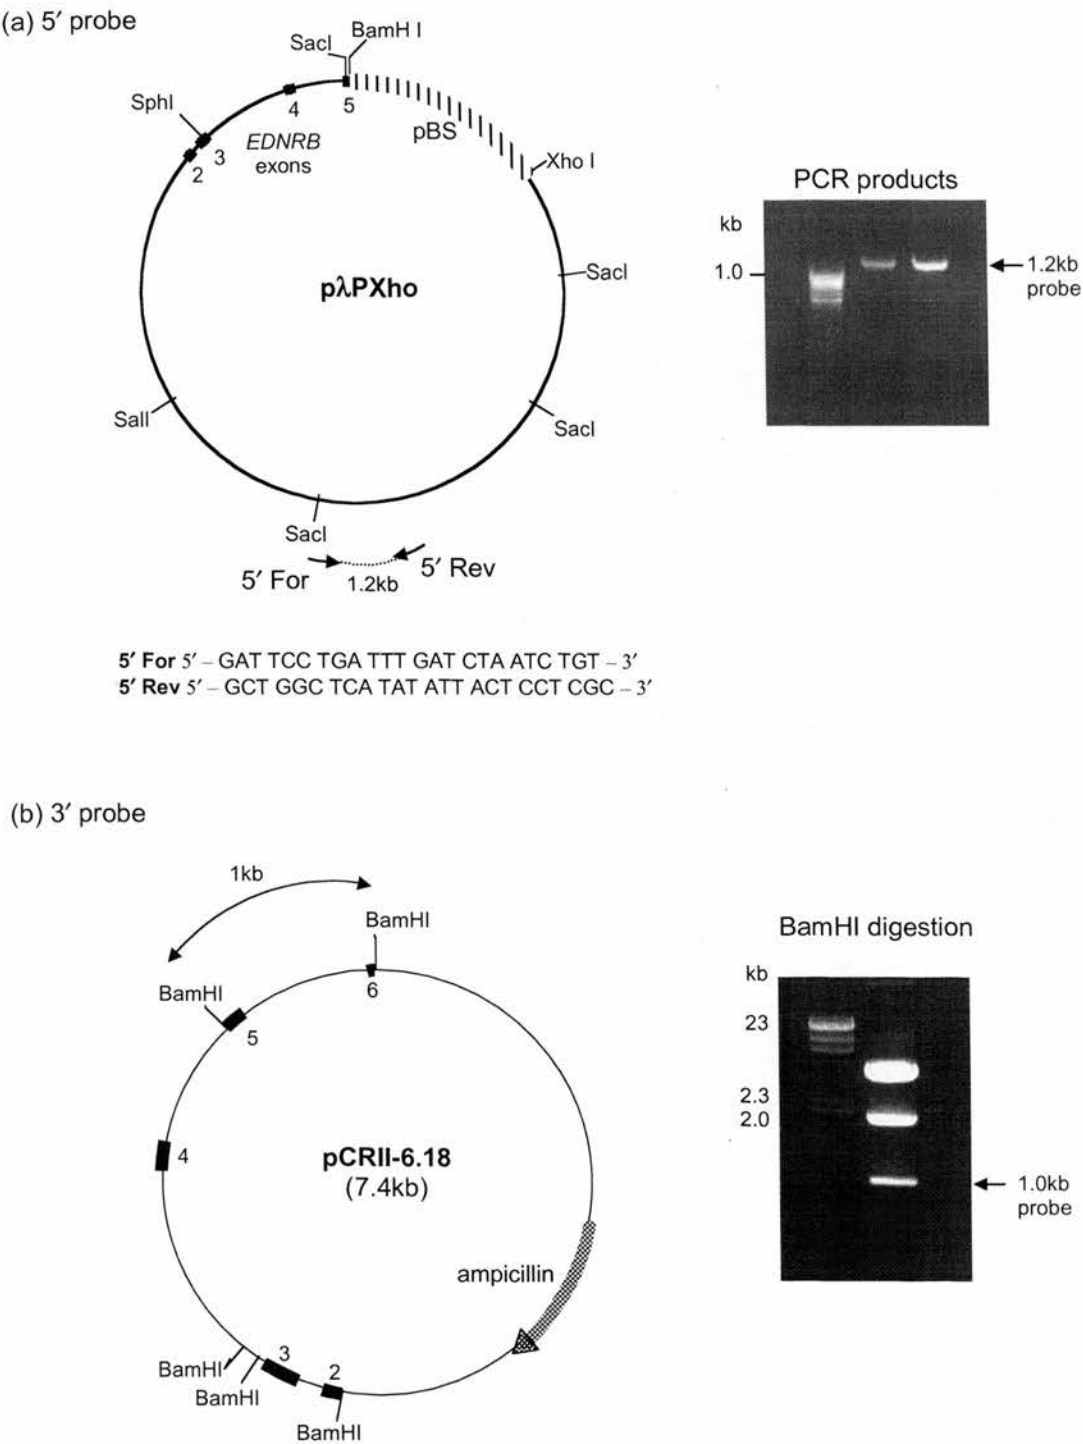 (a) 5′ probe
SacI
BamH I
SphI
4
5
EDNRB
exons
3
2
pBS
Xho I
pλPXho
SacI
SalI
SacI
SacI
5′ For
1.2kb
5′ Rev
PCR products
kb
1.0
1.2kb
probe
5′ For 5′ – GAT TCC TGA TTT GAT CTA ATC TGT – 3′
5′ Rev 5′ – GCT GGC TCA TAT ATT ACT CCT CGC – 3′
(b) 3′ probe
1kb
BamHI
BamHI
6
5
4
pCRII-6.18
(7.4kb)
ampicillin
3
2
BamHI
BamHI
BamHI
BamHI digestion
kb
23
2.3
2.0
1.0kb
probe